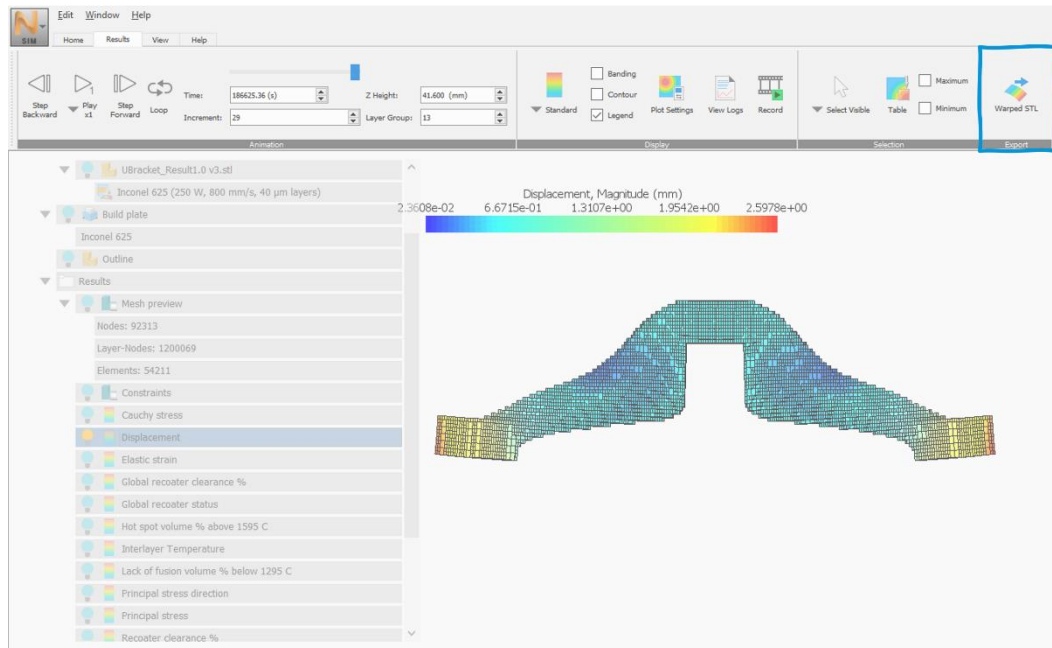 Edit Window Help
SIM
Home Results View Help
Step Backward
Play x1
Step Forward
Loop
Time: 186625.36 (s)
Increment: 29
Z Height: 41.600 (mm)
Layer Group: 13
Animation
Standard
Banding
Contour
Legend
Plot Settings
View Logs
Record
Display
Select Visible
Table
Maximum
Minimum
Selection
Warped STL
Export
UBracket_Result1.0 v3.stl
Inconel 625 (250 W, 800 mm/s, 40 µm layers)
Build plate
Inconel 625
Outline
Results
Mesh preview
Nodes: 92313
Layer-Nodes: 1200069
Elements: 54211
Constraints
Cauchy stress
Displacement
Elastic strain
Global recoater clearance %
Global recoater status
Hot spot volume % above 1595 C
Interlayer Temperature
Lack of fusion volume % below 1295 C
Principal stress direction
Principal stress
Recoater clearance %
Displacement, Magnitude (mm)
2.3608e-02 6.6715e-01 1.3107e+00 1.9542e+00 2.5978e+00